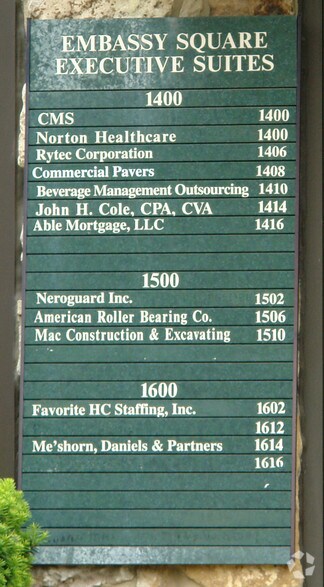 EMBASSY SQUARE
EXECUTIVE SUITES
1400
CMS 1400
Norton Healthcare 1400
Rytec Corporation 1406
Commercial Pavers 1408
Beverage Management Outsourcing 1410
John H. Cole, CPA, CVA 1414
Able Mortgage, LLC 1416
1500
Neroguard Inc. 1502
American Roller Bearing Co. 1506
Mac Construction & Excavating 1510
1600
Favorite HC Staffing, Inc. 1602
1612
Me'shorn, Daniels & Partners 1614
1616